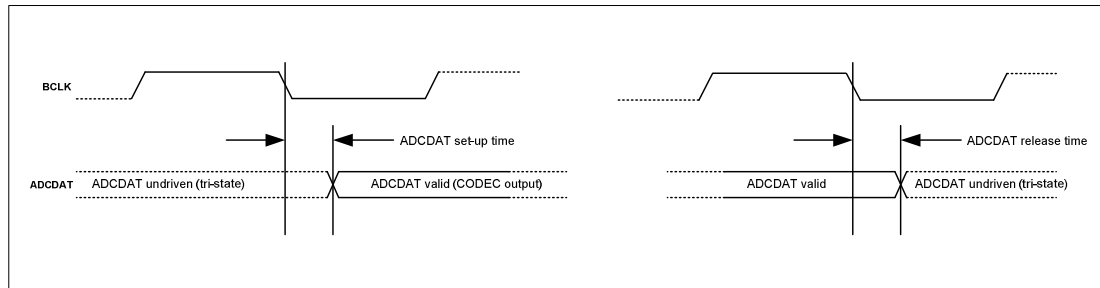 BCLK
ADCDAT set-up time
ADCDAT release time
ADCDAT
ADCDAT undriven (tri-state)
ADCDAT valid (CODEC output)
ADCDAT valid
ADCDAT undriven (tri-state)